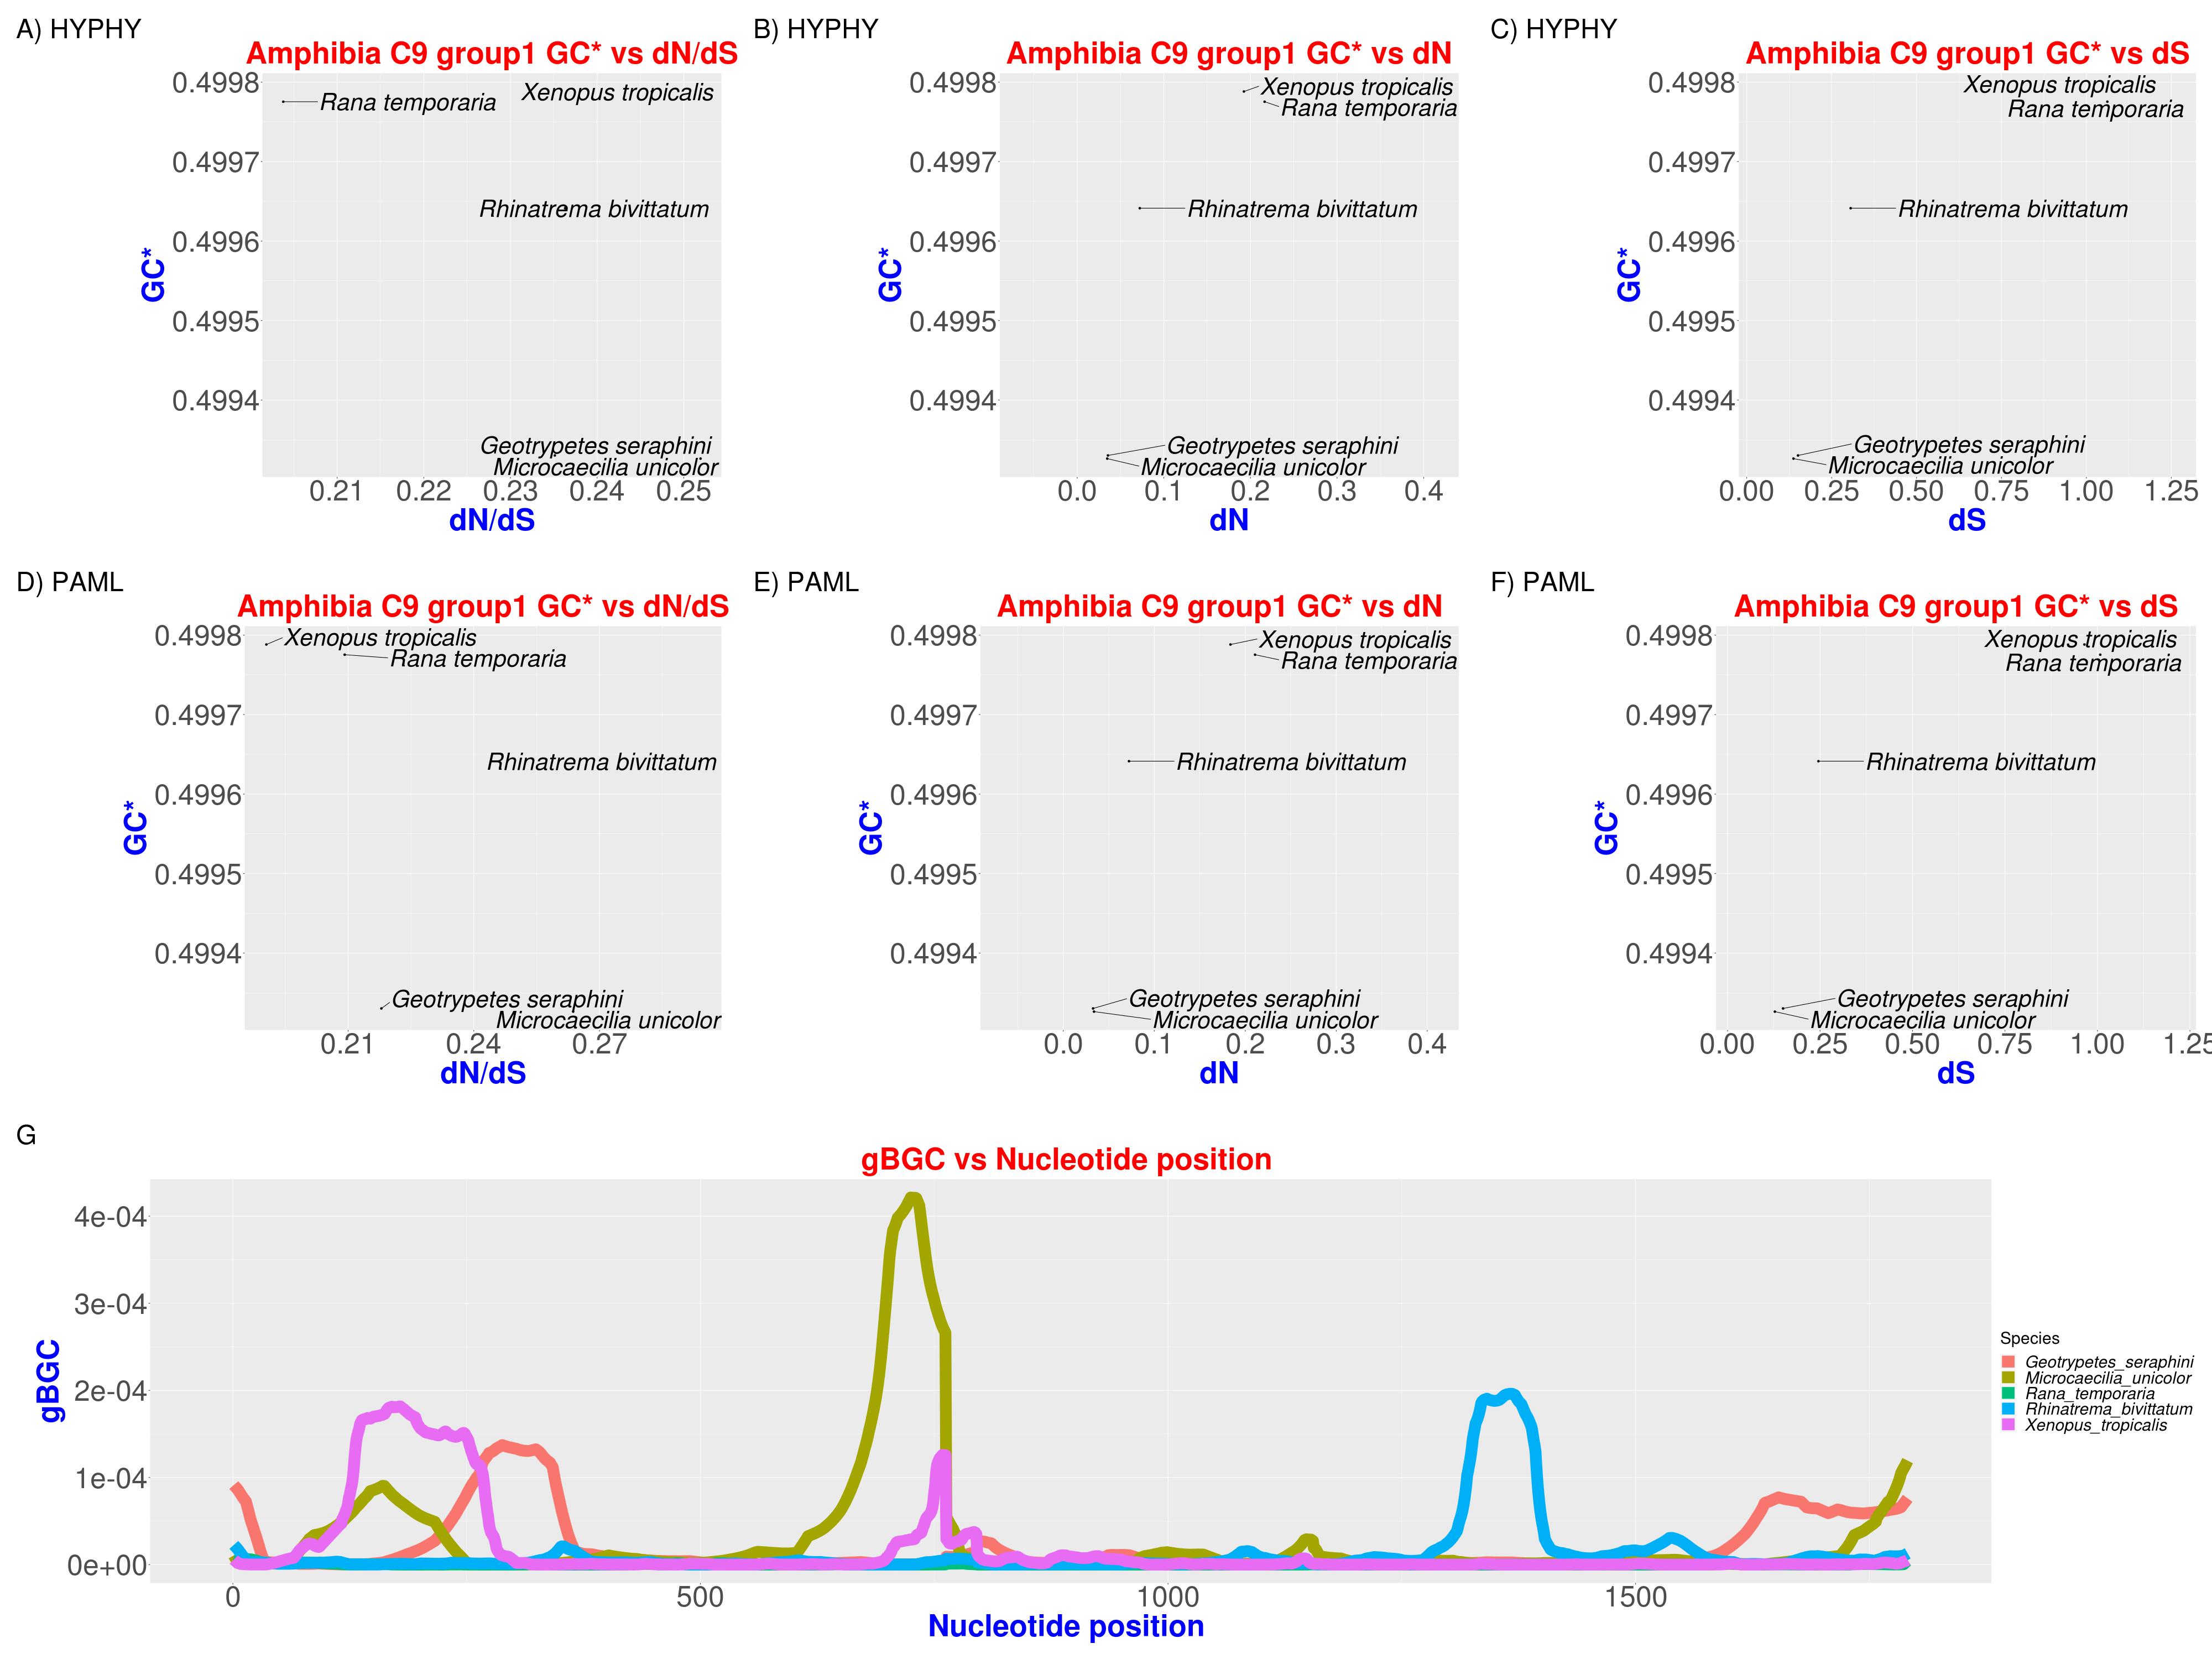 A) HYPHY
Amphibia C9 group1 GC* vs dN/dS
0.4998
0.4997
0.4996
0.4995
0.4994
GC*
Xenopus tropicalis
Rana temporaria
Rhinatrema bivittatum
Geotrypetes seraphini
Microcaecilia unicolor
0.21 0.22 0.23 0.24 0.25
dN/dS
B) HYPHY
Amphibia C9 group1 GC* vs dN
0.4998
0.4997
0.4996
0.4995
0.4994
GC*
Xenopus tropicalis
Rana temporaria
Rhinatrema bivittatum
Geotrypetes seraphini
Microcaecilia unicolor
0.0 0.1 0.2 0.3 0.4
dN
C) HYPHY
Amphibia C9 group1 GC* vs dS
0.4998
0.4997
0.4996
0.4995
0.4994
GC*
Xenopus tropicalis
Rana temporaria
Rhinatrema bivittatum
Geotrypetes seraphini
Microcaecilia unicolor
0.00 0.25 0.50 0.75 1.00 1.25
dS
D) PAML
Amphibia C9 group1 GC* vs dN/dS
0.4998
0.4997
0.4996
0.4995
0.4994
GC*
Xenopus tropicalis
Rana temporaria
Rhinatrema bivittatum
Geotrypetes seraphini
Microcaecilia unicolor
0.21 0.24 0.27
dN/dS
E) PAML
Amphibia C9 group1 GC* vs dN
0.4998
0.4997
0.4996
0.4995
0.4994
GC*
Xenopus tropicalis
Rana temporaria
Rhinatrema bivittatum
Geotrypetes seraphini
Microcaecilia unicolor
0.0 0.1 0.2 0.3 0.4
dN
F) PAML
Amphibia C9 group1 GC* vs dS
0.4998
0.4997
0.4996
0.4995
0.4994
GC*
Xenopus tropicalis
Rana temporaria
Rhinatrema bivittatum
Geotrypetes seraphini
Microcaecilia unicolor
0.00 0.25 0.50 0.75 1.00 1.25
dS
G
gBGC vs Nucleotide position
4e-04
3e-04
2e-04
1e-04
0e+00
gBGC
0 500 1000 1500
Nucleotide position
Species
Geotrypetes_seraphini
Microcaecilia_unicolor
Rana_temporaria
Rhinatrema_bivittatum
Xenopus_tropicalis